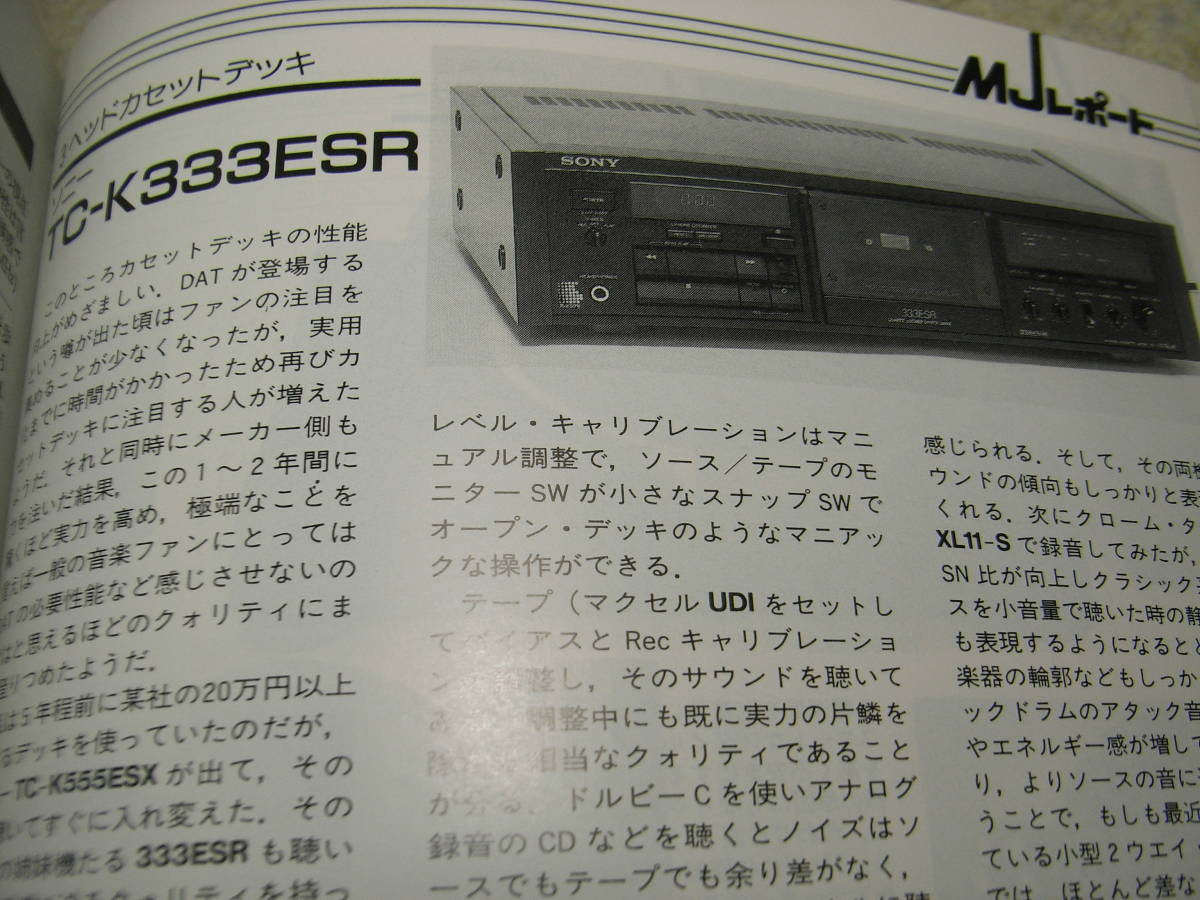 MJレポート
3ヘッドカセットデッキ
ソニー
TC-K333ESR
SONY
333ESR
このところカセットデッキの性能
向上がめざましい．DATが登場する
という噂が出た頃はファンの注目を
集めることが少なくなったが，実用
化までに時間がかかったため再びカ
セットデッキに注目する人が増えた
ようだ．それと同時にメーカー側も
力を注いだ結果，この1〜2年間に
驚くほど実力を高め，極端なことを
言えば一般の音楽ファンにとっては
DATの必要性能など感じさせないの
ではと思えるほどのクォリティにま
登りつめたようだ．
は5年程前に某社の20万円以上
るデッキを使っていたのだが，
ーTC-K555ESXが出て，その
聴いてすぐに入れ変えた．その
の姉妹機たる333ESRも聴い
クォリティを持っ
レベル・キャリブレーションはマニ
ュアル調整で，ソース／テープのモ
ニターSWが小さなスナップSWで
オープン・デッキのようなマニアッ
クな操作ができる．
テープ（マクセルUDIをセットし
てバイアスとRecキャリブレーショ
ンを調整し，そのサウンドを聴いて
調整中にも既に実力の片鱗を
相当なクォリティであること
が分る．ドルビーCを使いアナログ
録音のCDなどを聴くとノイズはソ
ースでもテープでも余り差がなく，
感じられる．そして，その両機
ウンドの傾向もしっかりと表
くれる．次にクローム・タ
XL11-Sで録音してみたが，
SN比が向上しクラシック
スを小音量で聴いた時の静
も表現するようになると
楽器の輪郭などもしっか
ックドラムのアタック音
やエネルギー感が増して
り，よりソースの音に
うことで，もしも最近
ている小型2ウエイ・
では，ほとんど差な